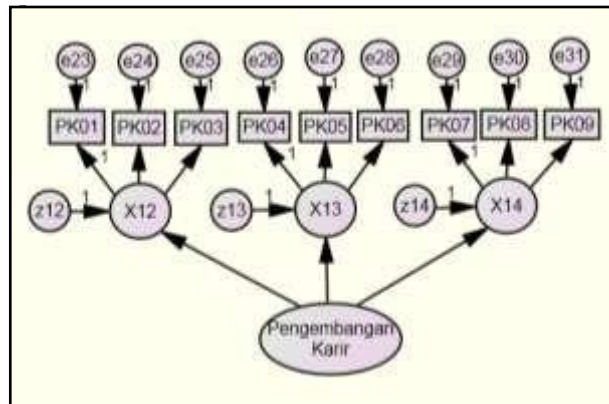 e23 e24 e25 e26 e27 e28 e29 e30 e31
1 1 1 1 1 1 1 1 1
PK01 PK02 PK03 PK04 PK05 PK06 PK07 PK08 PK09
1 1 1
z12 1 X12 z13 1 X13 z14 1 X14
Pengembangan
Karir